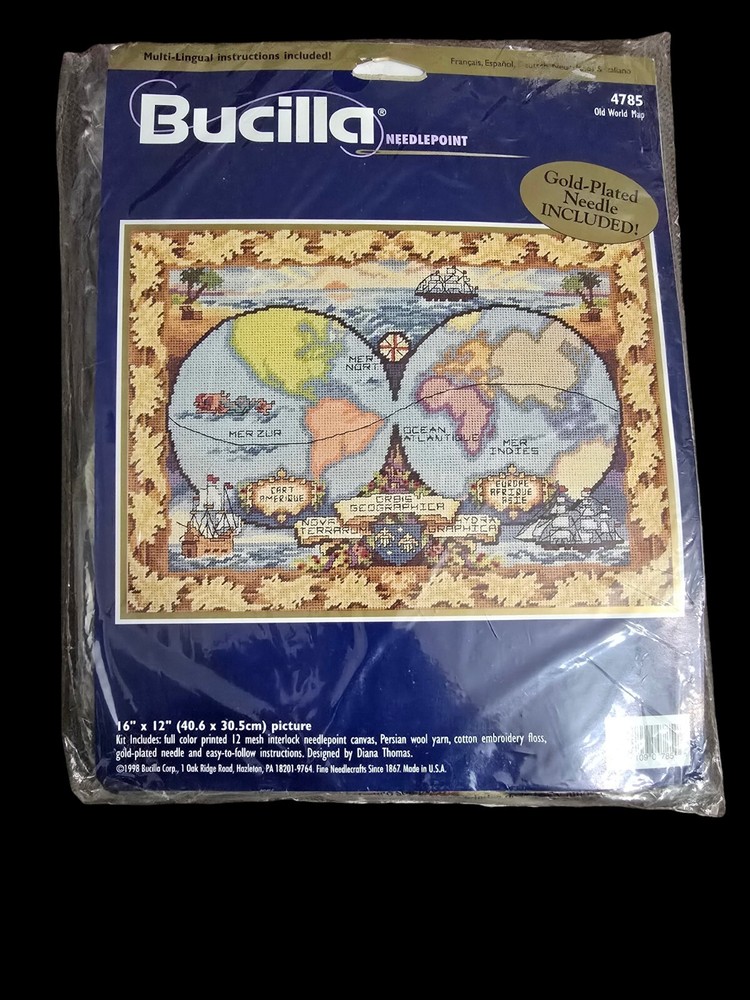 Multi-Lingual instructions included!
Français, Español, & Italiano
4785
Old World Map
Bucilla®
NEEDLEPOINT
Gold-Plated
Needle
INCLUDED!
MER
NORT
MER ZUR
OCEAN
ATLANTIQUE
MER
INDIES
CART
AMERIQUE
EUROPE
AFRIQUE
ASIE
ORBIS
GEOGRAPHICA
NOVA HYDRA
TERRARU GRAPHICA
16" x 12" (40.6 x 30.5cm) picture
Kit Includes: full color printed 12 mesh interlock needlepoint canvas, Persian wool yarn, cotton embroidery floss,
gold-plated needle and easy-to-follow instructions. Designed by Diana Thomas.
©1998 Bucilla Corp., 1 Oak Ridge Road, Hazleton, PA 18201-9764. Fine Needlecrafts Since 1867. Made in U.S.A.